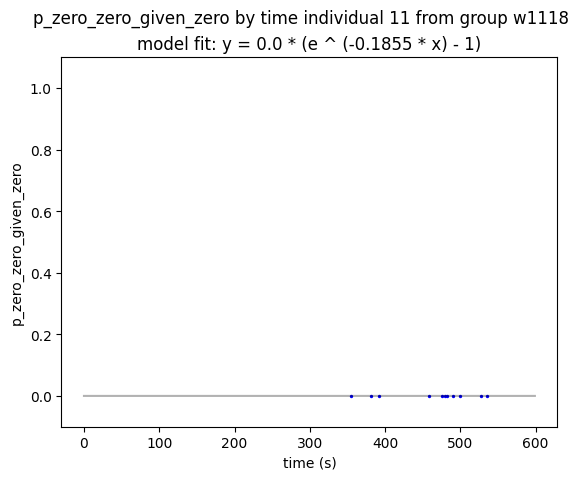 p_zero_zero_given_zero by time individual 11 from group w1118
model fit: y = 0.0 * (e ^ (-0.1855 * x) - 1)
1.0
0.8
0.6
0.4
0.2
0.0
p_zero_zero_given_zero
0 100 200 300 400 500 600
time (s)